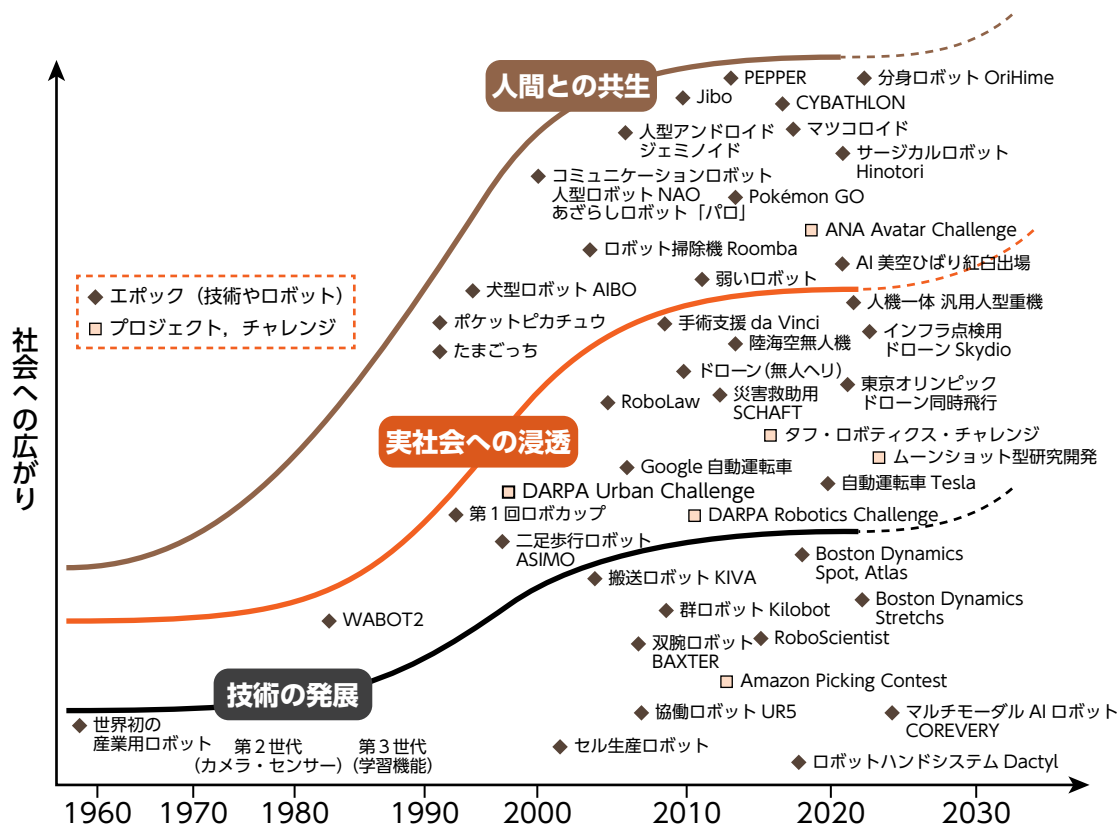 人間との共生
PEPPER
分身ロボット OriHime
Jibo
CYBATHLON
人型アンドロイド
ジェミノイド
マツコロイド
サージカルロボット
Hinotori
コミュニケーションロボット
人型ロボット NAO
あざらしロボット「パロ」
Pokémon GO
ANA Avatar Challenge
ロボット掃除機 Roomba
AI 美空ひばり紅白出場
弱いロボット
エポック（技術やロボット）
プロジェクト，チャレンジ
犬型ロボット AIBO
人機一体 汎用人型重機
ポケットピカチュウ
手術支援 da Vinci
陸海空無人機
インフラ点検用
ドローン Skydio
たまごっち
ドローン（無人ヘリ）
東京オリンピック
ドローン同時飛行
RoboLaw
災害救助用
SCHAFT
社会への広がり
実社会への浸透
タフ・ロボティクス・チャレンジ
ムーンショット型研究開発
Google 自動運転車
自動運転車 Tesla
DARPA Urban Challenge
第１回ロボカップ
DARPA Robotics Challenge
二足歩行ロボット
ASIMO
Boston Dynamics
Spot, Atlas
搬送ロボット KIVA
Boston Dynamics
Stretchs
WABOT2
群ロボット Kilobot
双腕ロボット
BAXTER
RoboScientist
技術の発展
Amazon Picking Contest
世界初の
産業用ロボット
協働ロボット UR5
マルチモーダル AI ロボット
COREVERY
第２世代
（カメラ・センサー）
第３世代
（学習機能）
セル生産ロボット
ロボットハンドシステム Dactyl
1960
1970
1980
1990
2000
2010
2020
2030